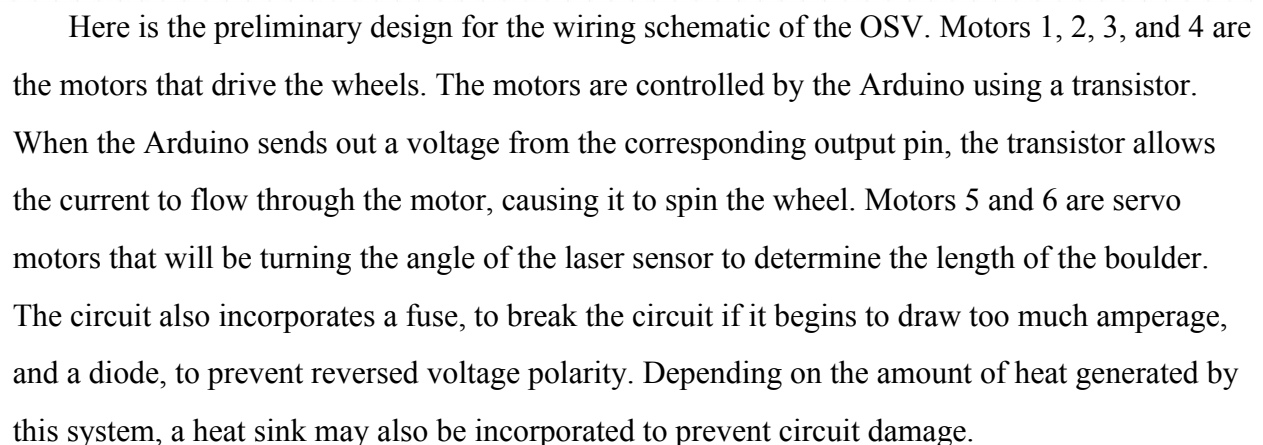 Here is the preliminary design for the wiring schematic of the OSV. Motors 1, 2, 3, and 4 are
the motors that drive the wheels. The motors are controlled by the Arduino using a transistor.
When the Arduino sends out a voltage from the corresponding output pin, the transistor allows
the current to flow through the motor, causing it to spin the wheel. Motors 5 and 6 are servo
motors that will be turning the angle of the laser sensor to determine the length of the boulder.
The circuit also incorporates a fuse, to break the circuit if it begins to draw too much amperage,
and a diode, to prevent reversed voltage polarity. Depending on the amount of heat generated by
this system, a heat sink may also be incorporated to prevent circuit damage.